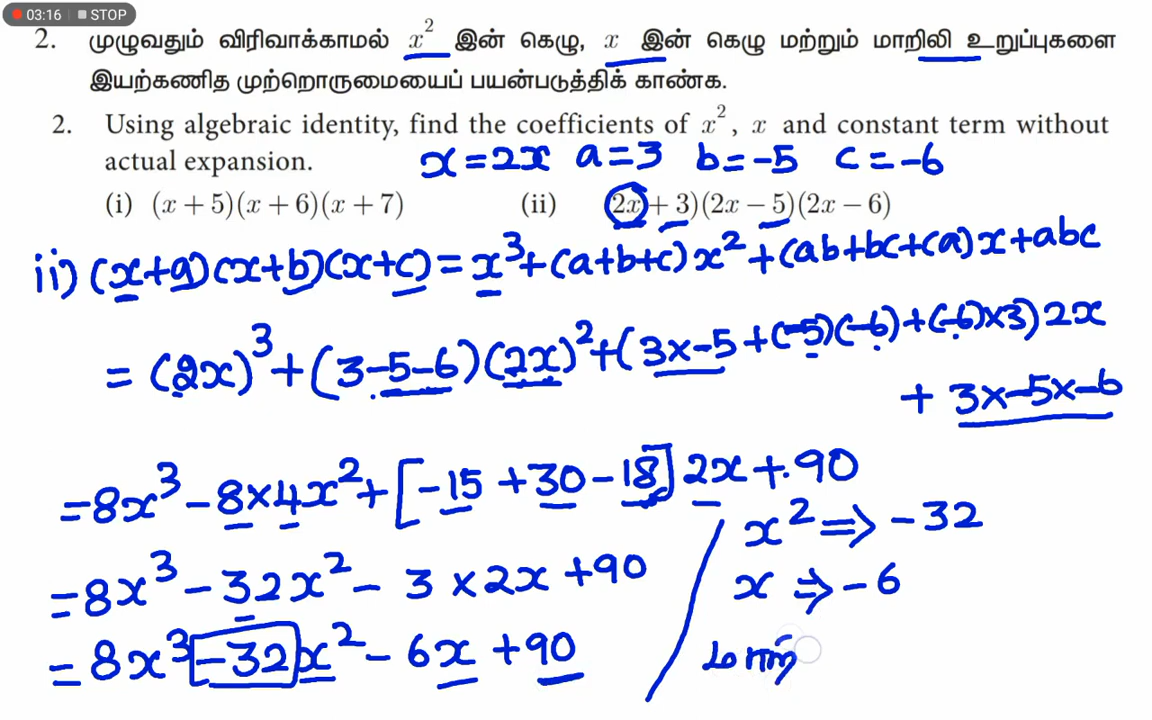 03:16 STOP
2. முழுவதும் விரிவாக்காமல் x² இன் கெழு, x இன் கெழு மற்றும் மாறிலி உறுப்புகளை
இயற்கணித முற்றொருமையைப் பயன்படுத்திக் காண்க.
2. Using algebraic identity, find the coefficients of x², x and constant term without
actual expansion.
x = 2x a = 3 b = -5 c = -6
(i) (x + 5)(x + 6)(x + 7) (ii) (2x + 3)(2x − 5)(2x − 6)
ii) (x+a)(x+b)(x+c) = x³+(a+b+c)x²+(ab+bc+ca)x+abc
= (2x)³+(3-5-6)(2x)²+(3x-5+(-5)(-6)+(-6)x3)2x
+ 3x-5x-6
= 8x³ - 8×4x²+[-15+30-18]2x+90
x² ⇒ -32
= 8x³ - 32x² - 3×2x+90
x ⇒ -6
= 8x³ -32x² - 6x +90
மாறி